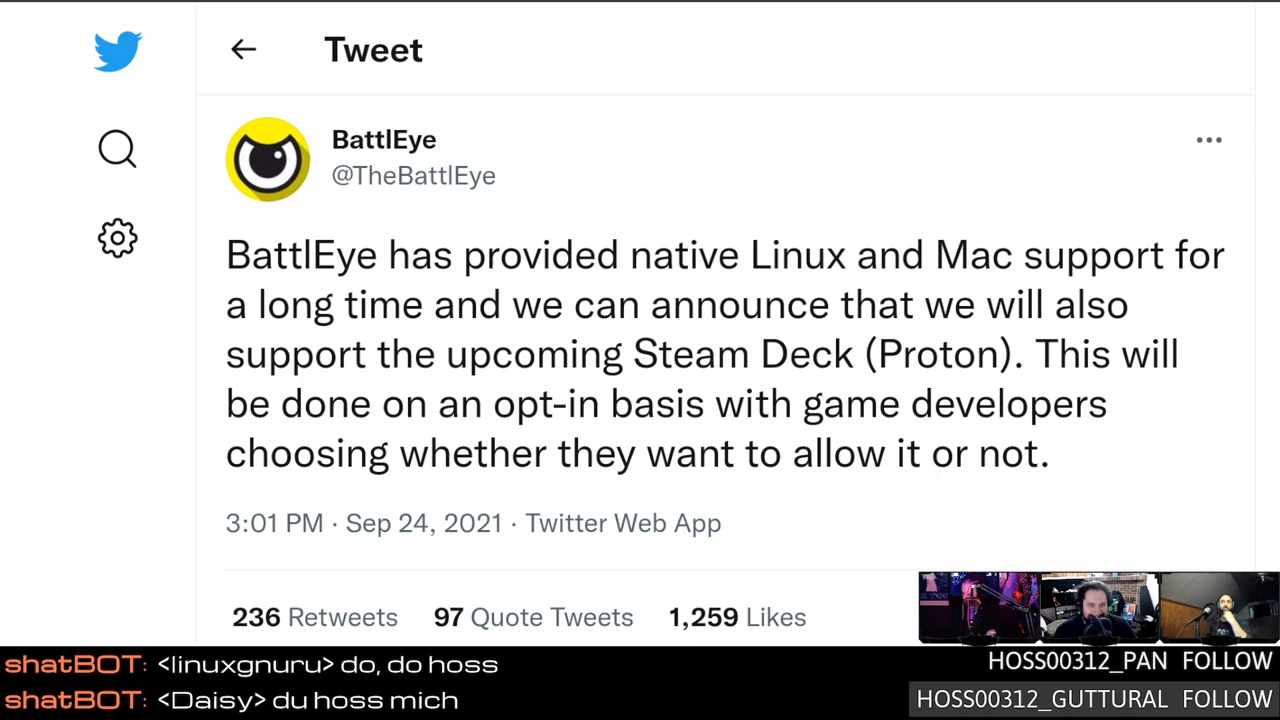 Tweet
BattlEye
@TheBattlEye
BattlEye has provided native Linux and Mac support for
a long time and we can announce that we will also
support the upcoming Steam Deck (Proton). This will
be done on an opt-in basis with game developers
choosing whether they want to allow it or not.
3:01 PM · Sep 24, 2021 · Twitter Web App
236 Retweets 97 Quote Tweets 1,259 Likes
shatBOT: <linuxgnuru> do, do hoss
shatBOT: <Daisy> du hoss mich
HOSS00312_PAN FOLLOW
HOSS00312_GUTTURAL FOLLOW